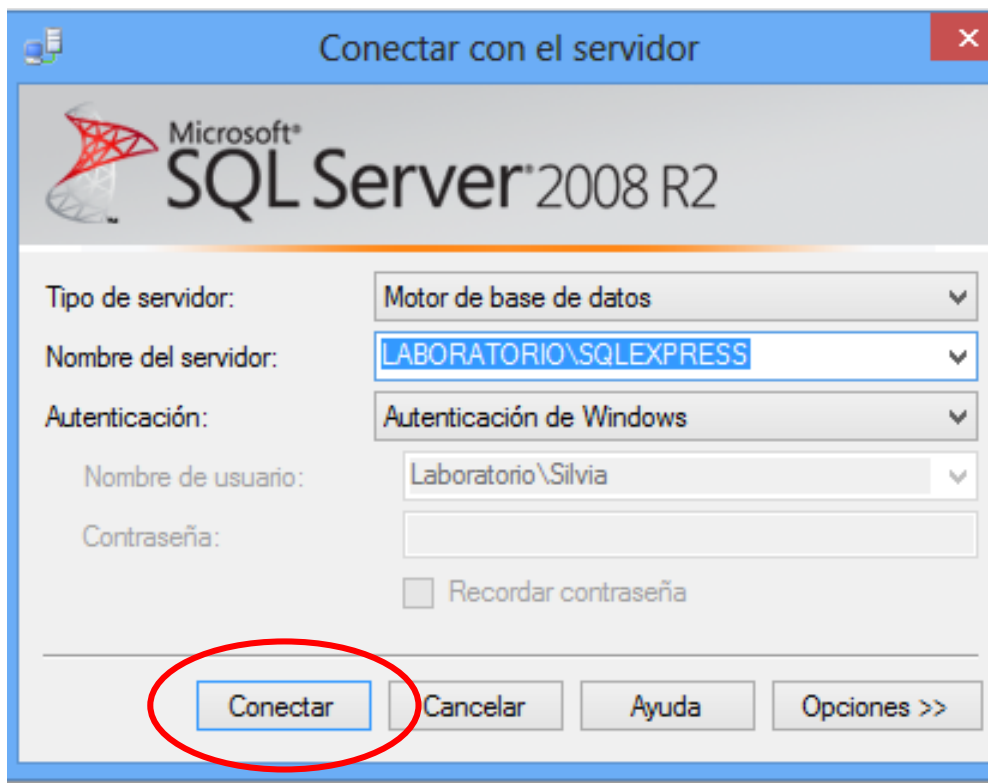 Conectar con el servidor
Microsoft®
SQL Server® 2008 R2
Tipo de servidor: Motor de base de datos
Nombre del servidor: LABORATORIO\SQLEXPRESS
Autenticación: Autenticación de Windows
Nombre de usuario: Laboratorio\Silvia
Contraseña:
Recordar contraseña
Conectar Cancelar Ayuda Opciones >>